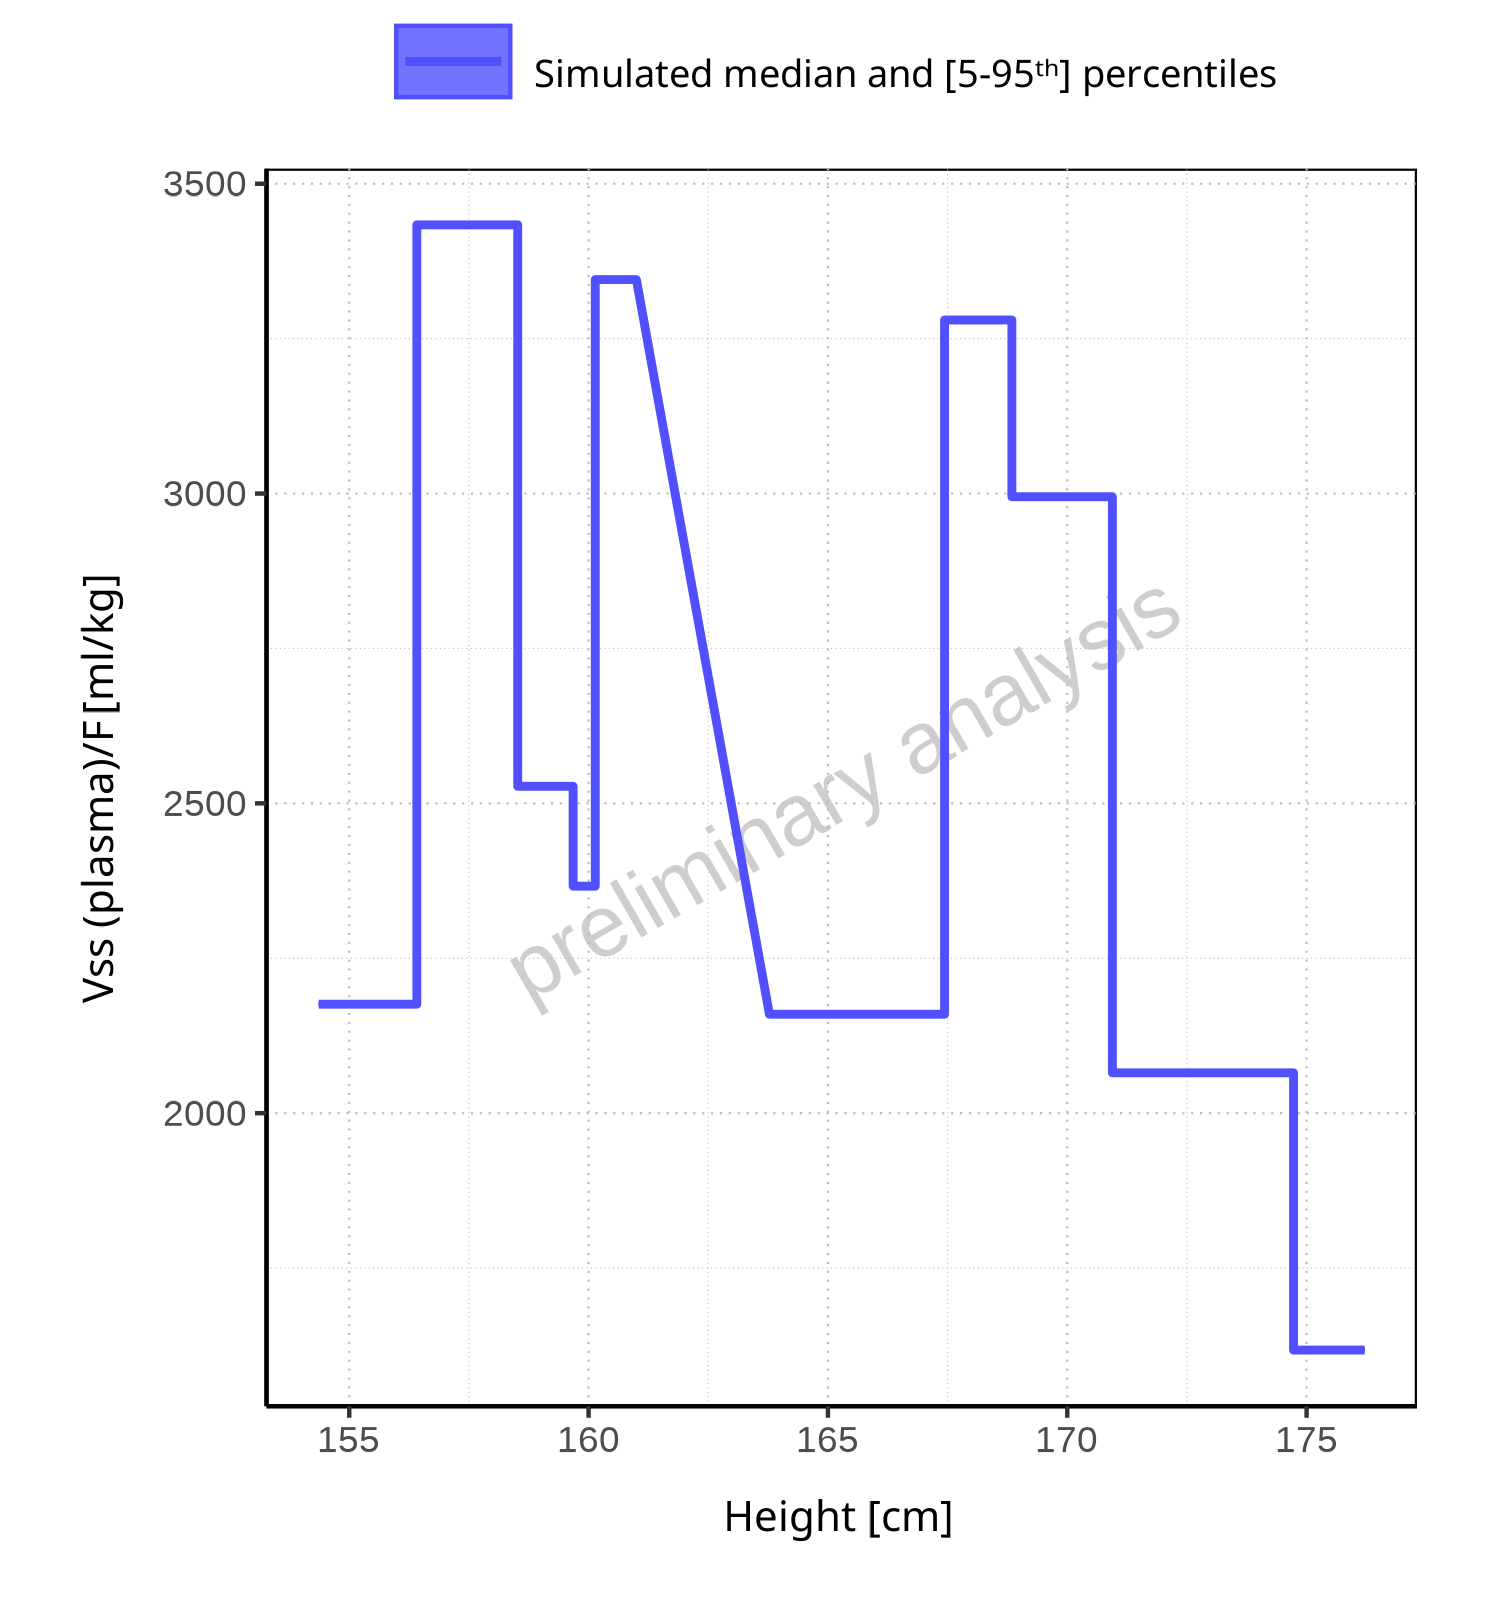 Simulated median and [5-95ᵗʰ] percentiles
3500
3000
2500
2000
Vss (plasma)/F [ml/kg]
preliminary analysis
155 160 165 170 175
Height [cm]